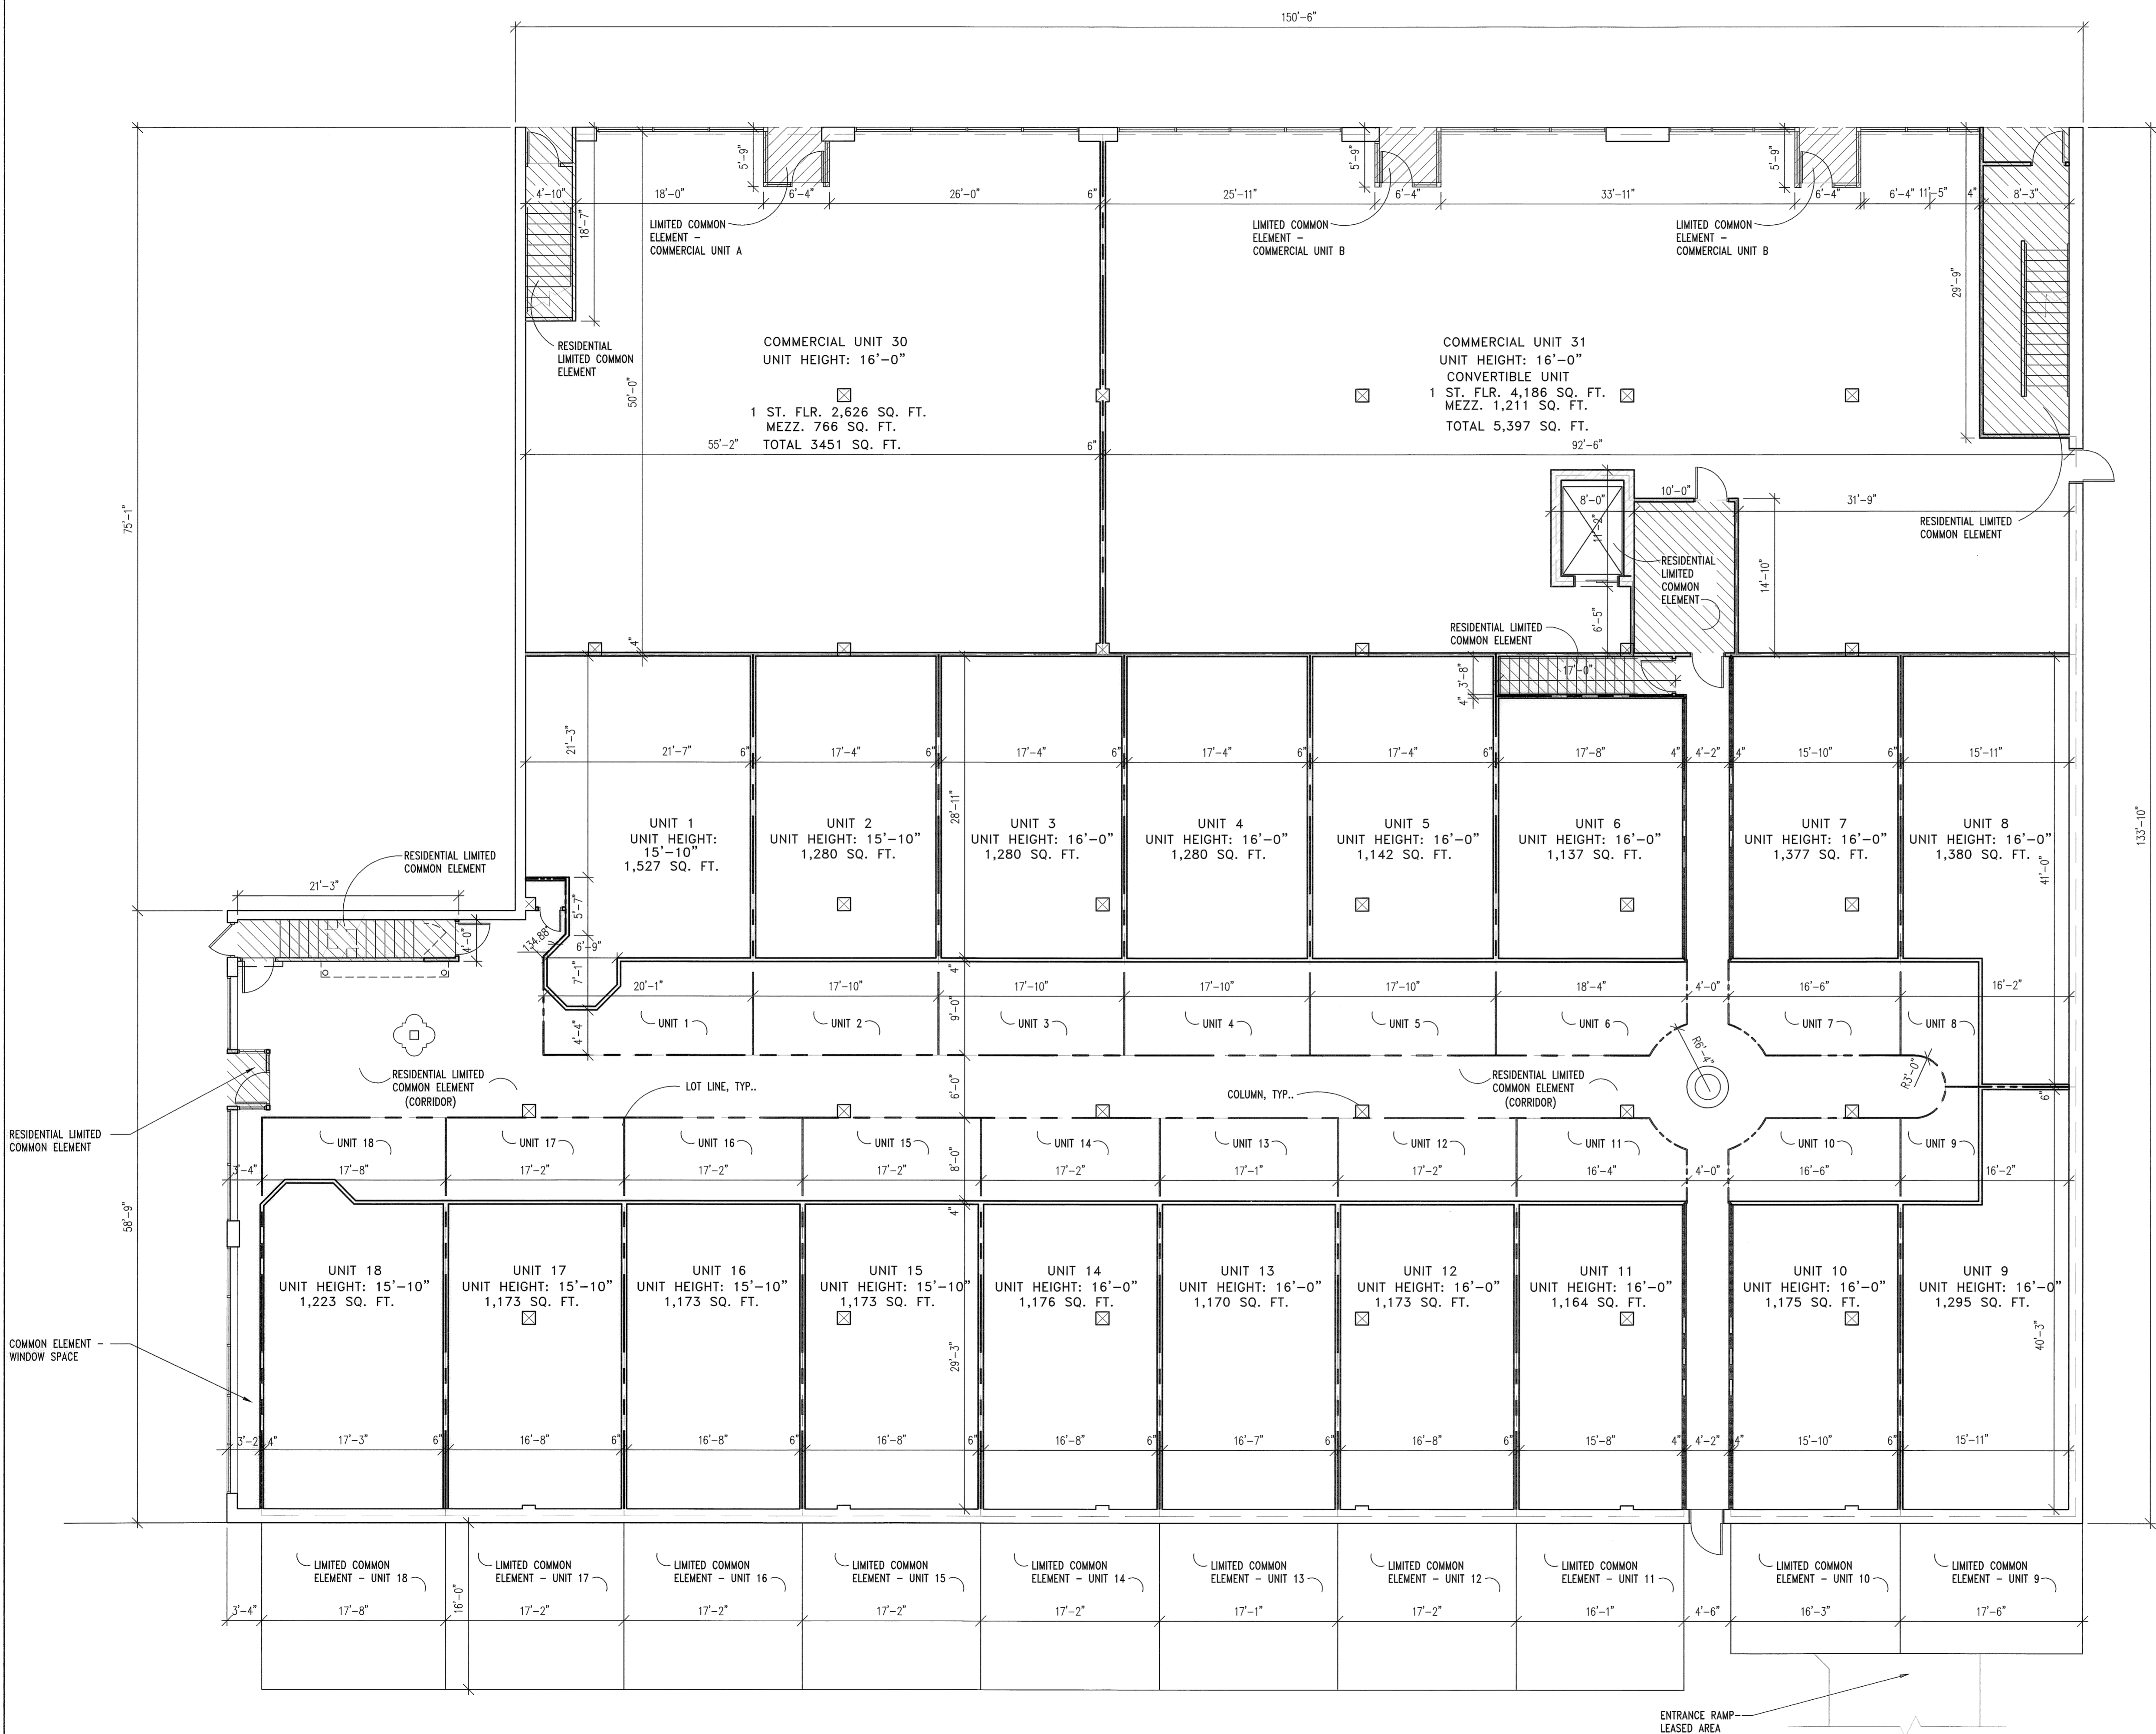 150'-6"
5'-9"
5'-9"
5'-9"
4'-10"
18'-0"
6'-4"
26'-0"
6"
25'-11"
6'-4"
33'-11"
6'-4"
6'-4"
11'-5"
4"
8'-3"
18'-7"
LIMITED COMMON
ELEMENT -
COMMERCIAL UNIT A
LIMITED COMMON
ELEMENT -
COMMERCIAL UNIT B
LIMITED COMMON
ELEMENT -
COMMERCIAL UNIT B
29'-9"
RESIDENTIAL
LIMITED COMMON
ELEMENT
50'-0"
COMMERCIAL UNIT 30
UNIT HEIGHT: 16'-0"
1 ST. FLR. 2,626 SQ. FT.
MEZZ. 766 SQ. FT.
TOTAL 3451 SQ. FT.
COMMERCIAL UNIT 31
UNIT HEIGHT: 16'-0"
CONVERTIBLE UNIT
1 ST. FLR. 4,186 SQ. FT.
MEZZ. 1,211 SQ. FT.
TOTAL 5,397 SQ. FT.
55'-2"
6"
92'-6"
75'-1"
8'-0"
10'-0"
31'-9"
11'-2"
RESIDENTIAL LIMITED
COMMON ELEMENT
RESIDENTIAL
LIMITED
COMMON
ELEMENT
14'-10"
6'-5"
RESIDENTIAL LIMITED
COMMON ELEMENT
4"
17'-0"
3'-8"
4"
21'-3"
21'-7"
6"
17'-4"
6"
17'-4"
6"
17'-4"
6"
17'-4"
6"
17'-8"
4"
4'-2"
4"
15'-10"
6"
15'-11"
28'-11"
133'-10"
UNIT 1
UNIT HEIGHT:
15'-10"
1,527 SQ. FT.
UNIT 2
UNIT HEIGHT: 15'-10"
1,280 SQ. FT.
UNIT 3
UNIT HEIGHT: 16'-0"
1,280 SQ. FT.
UNIT 4
UNIT HEIGHT: 16'-0"
1,280 SQ. FT.
UNIT 5
UNIT HEIGHT: 16'-0"
1,142 SQ. FT.
UNIT 6
UNIT HEIGHT: 16'-0"
1,137 SQ. FT.
UNIT 7
UNIT HEIGHT: 16'-0"
1,377 SQ. FT.
UNIT 8
UNIT HEIGHT: 16'-0"
1,380 SQ. FT.
41'-0"
RESIDENTIAL LIMITED
COMMON ELEMENT
21'-3"
4'-0"
5'-7"
134.88°
6'-9"
7'-1"
4"
20'-1"
17'-10"
17'-10"
17'-10"
17'-10"
18'-4"
4'-0"
16'-6"
16'-2"
9'-0"
4'-4"
UNIT 1
UNIT 2
UNIT 3
UNIT 4
UNIT 5
UNIT 6
UNIT 7
UNIT 8
R6'-4"
R3'-0"
RESIDENTIAL LIMITED
COMMON ELEMENT
(CORRIDOR)
LOT LINE, TYP..
6'-0"
COLUMN, TYP..
RESIDENTIAL LIMITED
COMMON ELEMENT
(CORRIDOR)
6"
RESIDENTIAL LIMITED
COMMON ELEMENT
UNIT 18
UNIT 17
UNIT 16
UNIT 15
UNIT 14
UNIT 13
UNIT 12
UNIT 11
UNIT 10
UNIT 9
3'-4"
17'-8"
17'-2"
17'-2"
17'-2"
8'-0"
17'-2"
17'-1"
17'-2"
16'-4"
4'-0"
16'-6"
16'-2"
58'-9"
4"
UNIT 18
UNIT HEIGHT: 15'-10"
1,223 SQ. FT.
UNIT 17
UNIT HEIGHT: 15'-10"
1,173 SQ. FT.
UNIT 16
UNIT HEIGHT: 15'-10"
1,173 SQ. FT.
UNIT 15
UNIT HEIGHT: 15'-10"
1,173 SQ. FT.
UNIT 14
UNIT HEIGHT: 16'-0"
1,176 SQ. FT.
UNIT 13
UNIT HEIGHT: 16'-0"
1,170 SQ. FT.
UNIT 12
UNIT HEIGHT: 16'-0"
1,173 SQ. FT.
UNIT 11
UNIT HEIGHT: 16'-0"
1,164 SQ. FT.
UNIT 10
UNIT HEIGHT: 16'-0"
1,175 SQ. FT.
UNIT 9
UNIT HEIGHT: 16'-0"
1,295 SQ. FT.
COMMON ELEMENT -
WINDOW SPACE
29'-3"
40'-3"
3'-2"
4"
17'-3"
6"
16'-8"
6"
16'-8"
6"
16'-8"
6"
16'-8"
6"
16'-7"
6"
16'-8"
6"
15'-8"
4"
4'-2"
4"
15'-10"
6"
15'-11"
LIMITED COMMON
ELEMENT - UNIT 18
LIMITED COMMON
ELEMENT - UNIT 17
LIMITED COMMON
ELEMENT - UNIT 16
LIMITED COMMON
ELEMENT - UNIT 15
LIMITED COMMON
ELEMENT - UNIT 14
LIMITED COMMON
ELEMENT - UNIT 13
LIMITED COMMON
ELEMENT - UNIT 12
LIMITED COMMON
ELEMENT - UNIT 11
LIMITED COMMON
ELEMENT - UNIT 10
LIMITED COMMON
ELEMENT - UNIT 9
16'-0"
3'-4"
17'-8"
17'-2"
17'-2"
17'-2"
17'-2"
17'-1"
17'-2"
16'-1"
4'-6"
16'-3"
17'-6"
ENTRANCE RAMP-
LEASED AREA